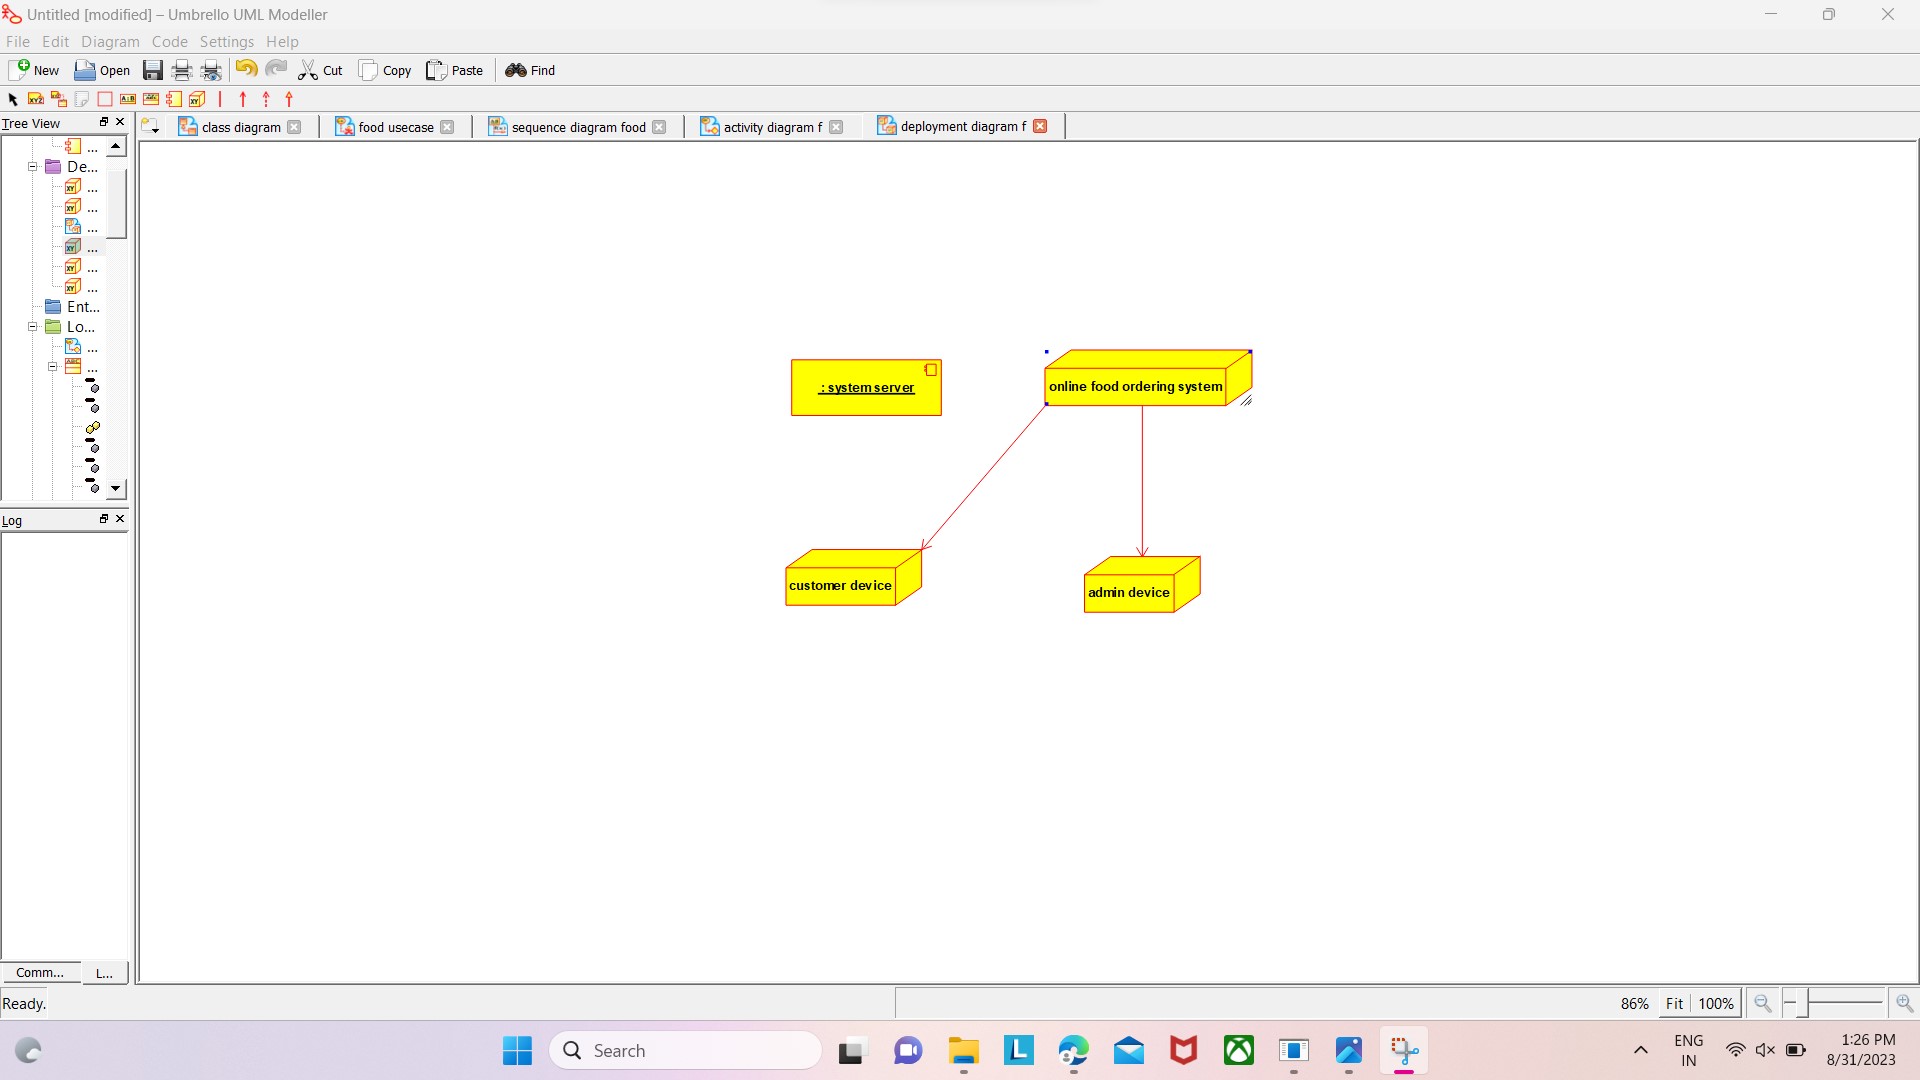 Untitled [modified] – Umbrello UML Modeller
File Edit Diagram Code Settings Help
New Open Cut Copy Paste Find
Tree View
class diagram food usecase sequence diagram food activity diagram f deployment diagram f
...
De...
...
...
...
...
...
...
Ent...
Lo...
...
...
: system server
online food ordering system
customer device
admin device
Log
Comm... L...
Ready.
86% Fit 100%
Search
ENG
IN
1:26 PM
8/31/2023